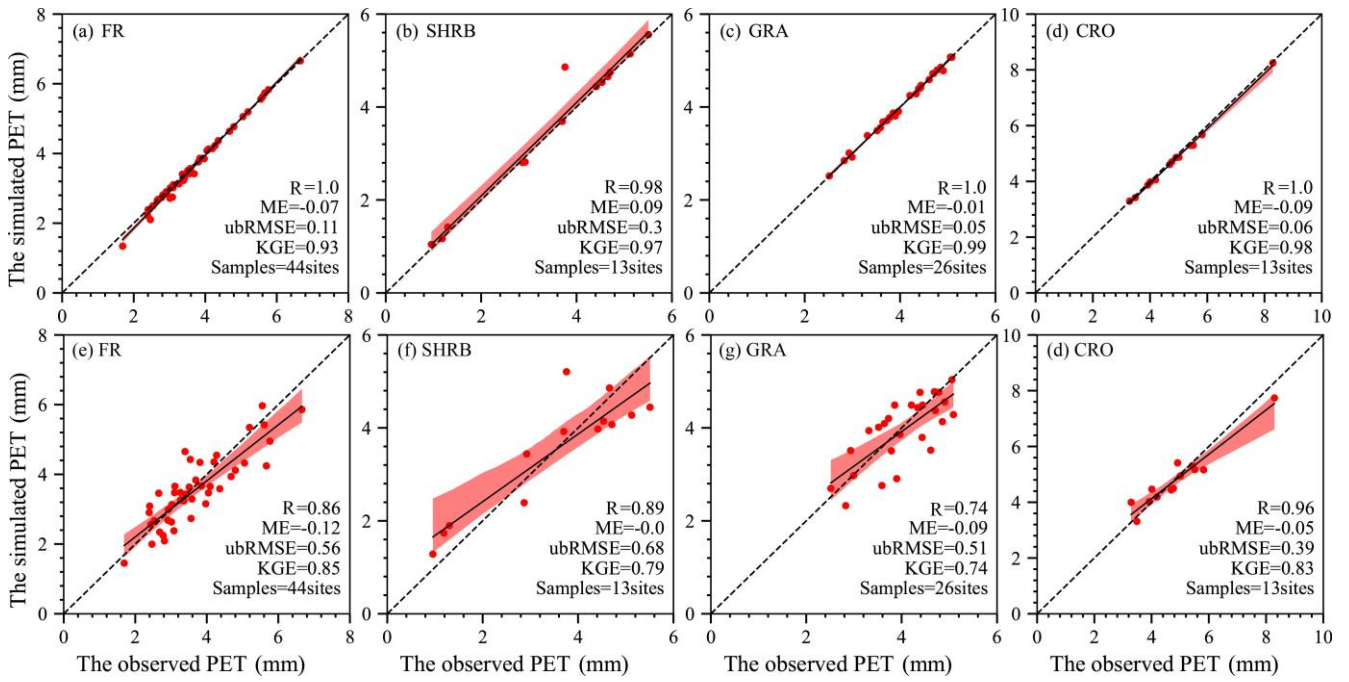 The simulated PET (mm)
8
6
4
2
0
(a) FR
R=1.0
ME=-0.07
ubRMSE=0.11
KGE=0.93
Samples=44sites
0 2 4 6 8
6
4
2
0
(b) SHRB
R=0.98
ME=0.09
ubRMSE=0.3
KGE=0.97
Samples=13sites
0 2 4 6
6
4
2
0
(c) GRA
R=1.0
ME=-0.01
ubRMSE=0.05
KGE=0.99
Samples=26sites
0 2 4 6
10
8
6
4
2
0
(d) CRO
R=1.0
ME=-0.09
ubRMSE=0.06
KGE=0.98
Samples=13sites
0 2 4 6 8 10
The simulated PET (mm)
8
6
4
2
0
(e) FR
R=0.86
ME=-0.12
ubRMSE=0.56
KGE=0.85
Samples=44sites
0 2 4 6 8
The observed PET (mm)
6
4
2
0
(f) SHRB
R=0.89
ME=-0.0
ubRMSE=0.68
KGE=0.79
Samples=13sites
0 2 4 6
The observed PET (mm)
6
4
2
0
(g) GRA
R=0.74
ME=-0.09
ubRMSE=0.51
KGE=0.74
Samples=26sites
0 2 4 6
The observed PET (mm)
10
8
6
4
2
0
(d) CRO
R=0.96
ME=-0.05
ubRMSE=0.39
KGE=0.83
Samples=13sites
0 2 4 6 8 10
The observed PET (mm)